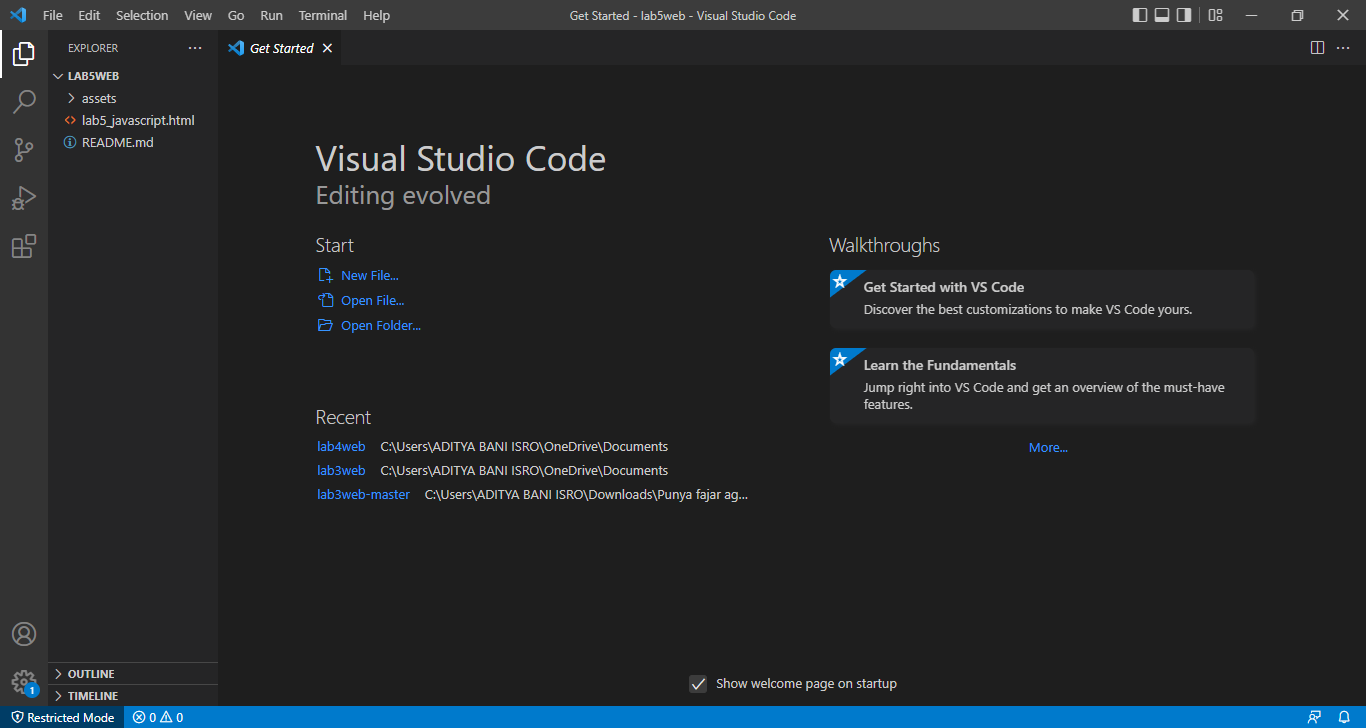 File Edit Selection View Go Run Terminal Help Get Started - lab5web - Visual Studio Code
EXPLORER
LAB5WEB
assets
lab5_javascript.html
README.md
OUTLINE
TIMELINE
Get Started
Visual Studio Code
Editing evolved
Start
New File...
Open File...
Open Folder...
Recent
lab4web C:\Users\ADITYA BANI ISRO\OneDrive\Documents
lab3web C:\Users\ADITYA BANI ISRO\OneDrive\Documents
lab3web-master C:\Users\ADITYA BANI ISRO\Downloads\Punya fajar ag...
Walkthroughs
Get Started with VS Code
Discover the best customizations to make VS Code yours.
Learn the Fundamentals
Jump right into VS Code and get an overview of the must-have
features.
More...
Show welcome page on startup
1
Restricted Mode 0 0